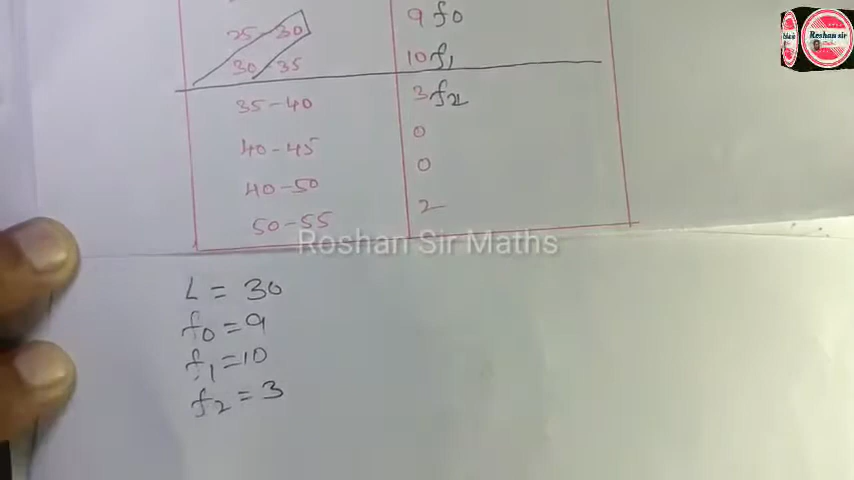 Roshan sir
25-30 9 f0
30 35 10 f1
35-40 3 f2
40-45 0
40-50 0
50-55 2
Roshan Sir Maths
L = 30
f0 = 9
f1 = 10
f2 = 3